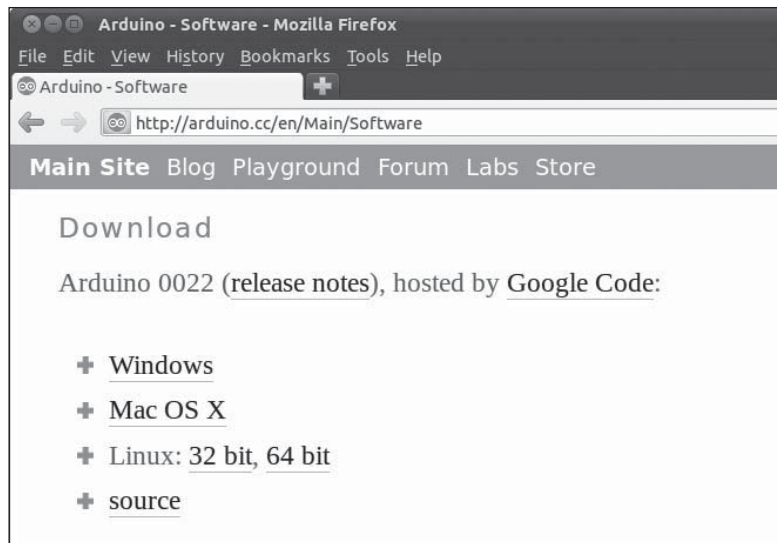 Arduino - Software - Mozilla Firefox
File Edit View History Bookmarks Tools Help
Arduino - Software
http://arduino.cc/en/Main/Software
Main Site Blog Playground Forum Labs Store
Download
Arduino 0022 (release notes), hosted by Google Code:
Windows
Mac OS X
Linux: 32 bit, 64 bit
source